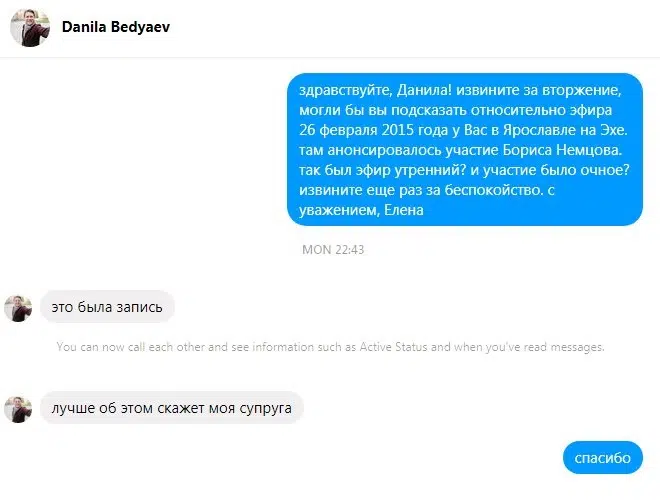 Danila Bedyaev
здравствуйте, Данила! извините за вторжение,
могли бы вы подсказать относительно эфира
26 февраля 2015 года у Вас в Ярославле на Эхе.
там анонсировалось участие Бориса Немцова.
так был эфир утренний? и участие было очное?
извините еще раз за беспокойство. с
уважением, Елена
MON 22:43
это была запись
You can now call each other and see information such as Active Status and when you've read messages.
лучше об этом скажет моя супруга
спасибо